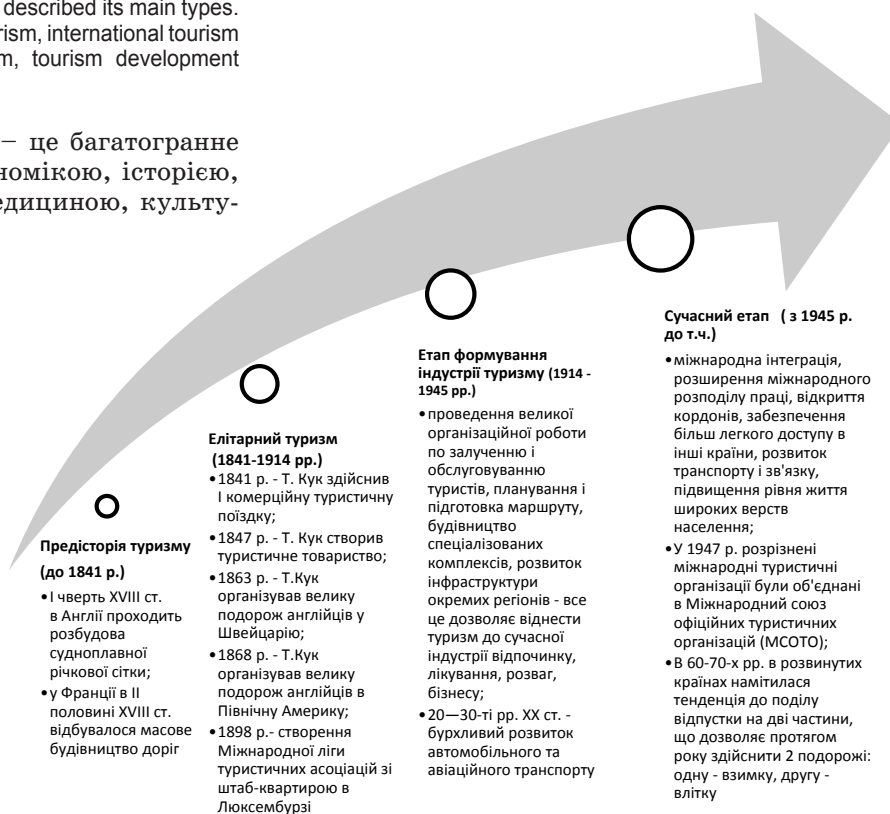 described its main types.
rism, international tourism
m, tourism development
– це багатогранне
номікою, історією,
едициною, культу-
Предісторія туризму
(до 1841 р.)
•І чверть XVIII ст.
в Англії проходить
розбудова
судноплавної
річкової сітки;
•у Франції в ІІ
половині XVIII ст.
відбувалося масове
будівництво доріг
Елітарний туризм
(1841-1914 рр.)
•1841 р. - Т. Кук здійснив
І комерційну туристичну
поїздку;
•1847 р. - Т. Кук створив
туристичне товариство;
•1863 р. - Т.Кук
організував велику
подорож англійців у
Швейцарію;
•1868 р. - Т.Кук
організував велику
подорож англійців в
Північну Америку;
•1898 р.- створення
Міжнародної ліги
туристичних асоціацій зі
штаб-квартирою в
Люксембурзі
Етап формування
індустрії туризму (1914 -
1945 рр.)
•проведення великої
організаційної роботи
по залученню і
обслуговуванню
туристів, планування і
підготовка маршруту,
будівництво
спеціалізованих
комплексів, розвиток
інфраструктури
окремих регіонів - все
це дозволяє віднести
туризм до сучасної
індустрії відпочинку,
лікування, розваг,
бізнесу;
•20—30-ті рр. ХХ ст. -
бурхливий розвиток
автомобільного та
авіаційного транспорту
Сучасний етап ( з 1945 р.
до т.ч.)
•міжнародна інтеграція,
розширення міжнародного
розподілу праці, відкриття
кордонів, забезпечення
більш легкого доступу в
інші країни, розвиток
транспорту і зв'язку,
підвищення рівня життя
широких верств
населення;
•У 1947 р. розрізнені
міжнародні туристичні
організації були об'єднані
в Міжнародний союз
офіційних туристичних
організацій (МСОТО);
•В 60-70-х рр. в розвинутих
країнах намітилася
тенденція до поділу
відпустки на дві частини,
що дозволяє протягом
року здійснити 2 подорожі:
одну - взимку, другу -
влітку